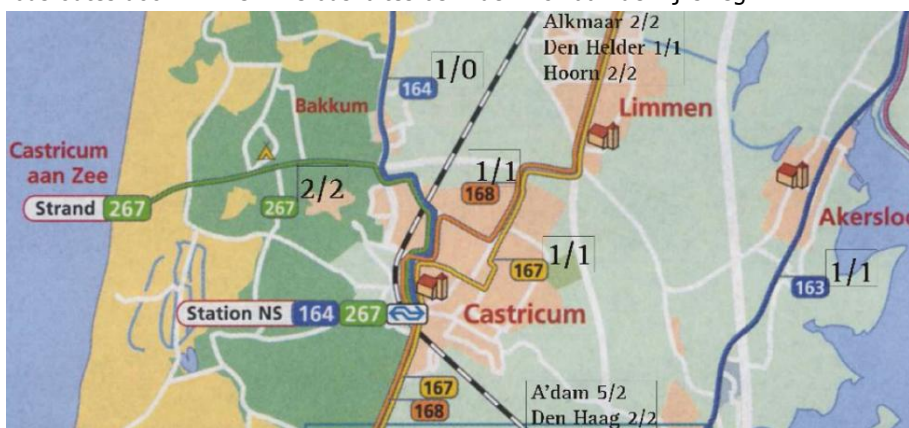 Alkmaar 2/2
Den Helder 1/1
Hoorn 2/2
164 1/0
Bakkum
Limmen
Castricum
aan Zee
2/2
1/1
168
Strand 267
267
Akersloo
167 1/1
163 1/1
Station NS 164 267
Castricum
167
168
A'dam 5/2
Den Haag 2/2